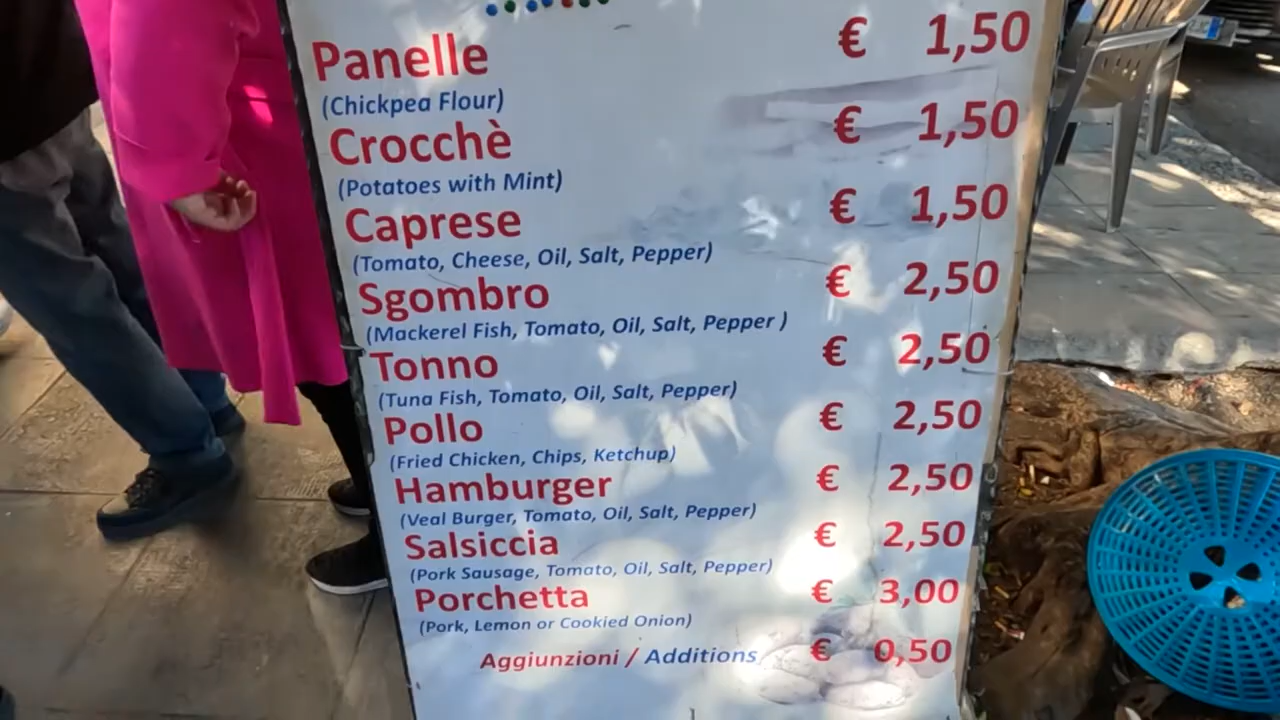 Panelle € 1,50
(Chickpea Flour)
Crocchè € 1,50
(Potatoes with Mint)
Caprese € 1,50
(Tomato, Cheese, Oil, Salt, Pepper)
Sgombro € 2,50
(Mackerel Fish, Tomato, Oil, Salt, Pepper )
Tonno € 2,50
(Tuna Fish, Tomato, Oil, Salt, Pepper)
Pollo € 2,50
(Fried Chicken, Chips, Ketchup)
Hamburger € 2,50
(Veal Burger, Tomato, Oil, Salt, Pepper)
Salsiccia € 2,50
(Pork Sausage, Tomato, Oil, Salt, Pepper)
Porchetta € 3,00
(Pork, Lemon or Cookied Onion)
Aggiunzioni / Additions € 0,50